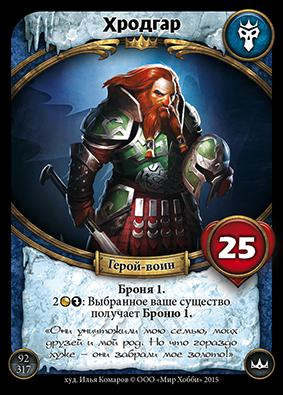 Хродгар
25
Герой-воин
Броня 1.
2: Выбранное ваше существо
получает Броню 1.
«Они уничтожили мою семью, моих
друзей и мой род. Но что гораздо
хуже – они забрали мое золото!»
92
317
худ. Илья Комаров © ООО «Мир Хобби» 2015